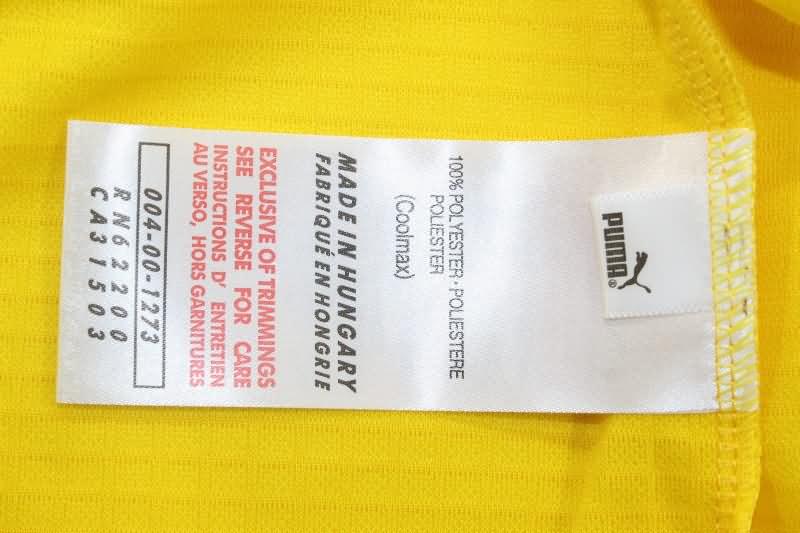 PUMA®
100% POLYESTER · POLIESTERE
POLIESTER
(Coolmax)
MADE IN HUNGARY
FABRIQUÉ EN HONGRIE
EXCLUSIVE OF TRIMMINGS
SEE REVERSE FOR CARE
INSTRUCTIONS D' ENTRETIEN
AU VERSO, HORS GARNITURES
004-00-1273
RN62200
CA31503